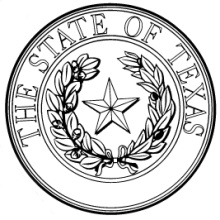 THE STATE OF TEXAS